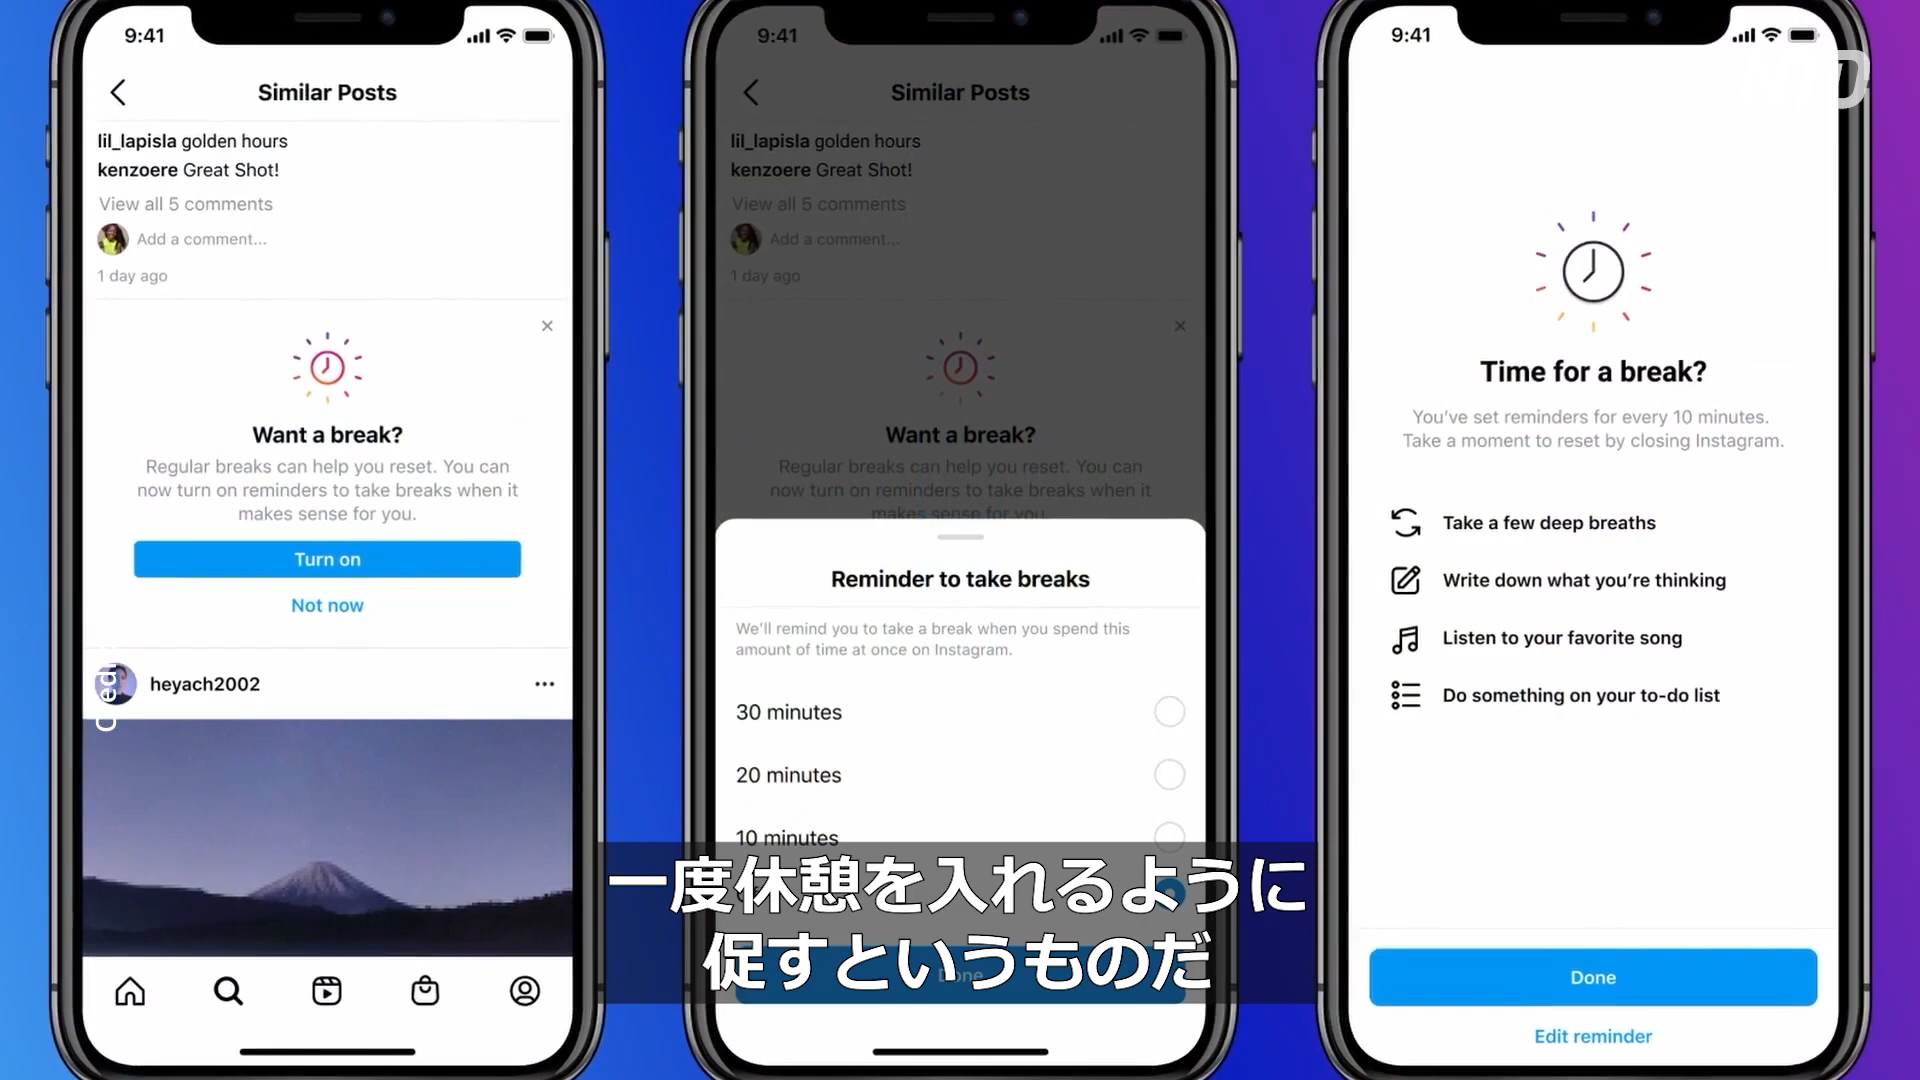 9:41
Similar Posts
lil_lapisla golden hours
kenzoere Great Shot!
View all 5 comments
Add a comment...
1 day ago
Want a break?
Regular breaks can help you reset. You can
now turn on reminders to take breaks when it
makes sense for you.
Turn on
Not now
heyach2002
9:41
Similar Posts
lil_lapisla golden hours
kenzoere Great Shot!
View all 5 comments
Add a comment...
1 day ago
Want a break?
Regular breaks can help you reset. You can
now turn on reminders to take breaks when it
makes sense for you.
Reminder to take breaks
We'll remind you to take a break when you spend this
amount of time at once on Instagram.
30 minutes
20 minutes
10 minutes
Done
9:41
Time for a break?
You've set reminders for every 10 minutes.
Take a moment to reset by closing Instagram.
Take a few deep breaths
Write down what you're thinking
Listen to your favorite song
Do something on your to-do list
Done
Edit reminder
一度休憩を入れるように
促すというものだ